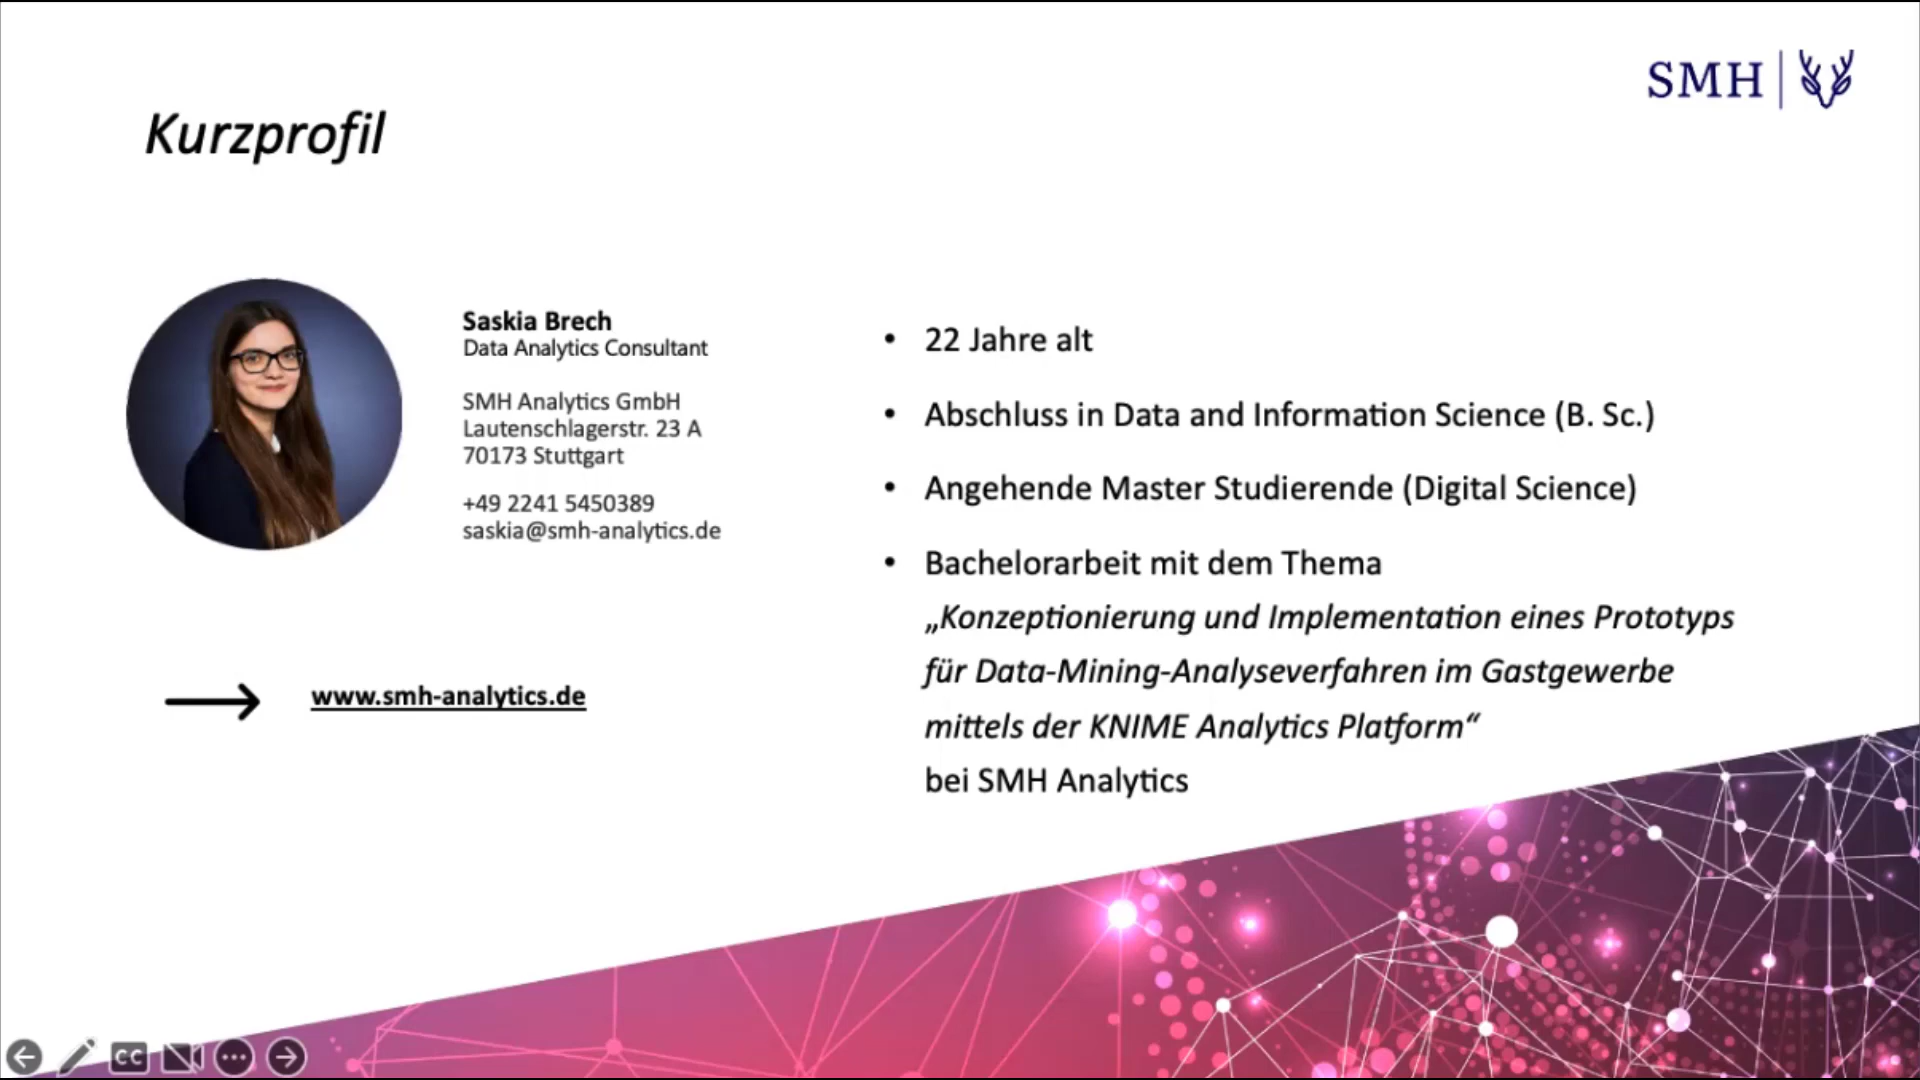 SMH
Kurzprofil
Saskia Brech
Data Analytics Consultant
SMH Analytics GmbH
Lautenschlagerstr. 23 A
70173 Stuttgart
+49 2241 5450389
saskia@smh-analytics.de
www.smh-analytics.de
• 22 Jahre alt
• Abschluss in Data and Information Science (B. Sc.)
• Angehende Master Studierende (Digital Science)
• Bachelorarbeit mit dem Thema
„Konzeptionierung und Implementation eines Prototyps
für Data-Mining-Analyseverfahren im Gastgewerbe
mittels der KNIME Analytics Platform“
bei SMH Analytics
CC